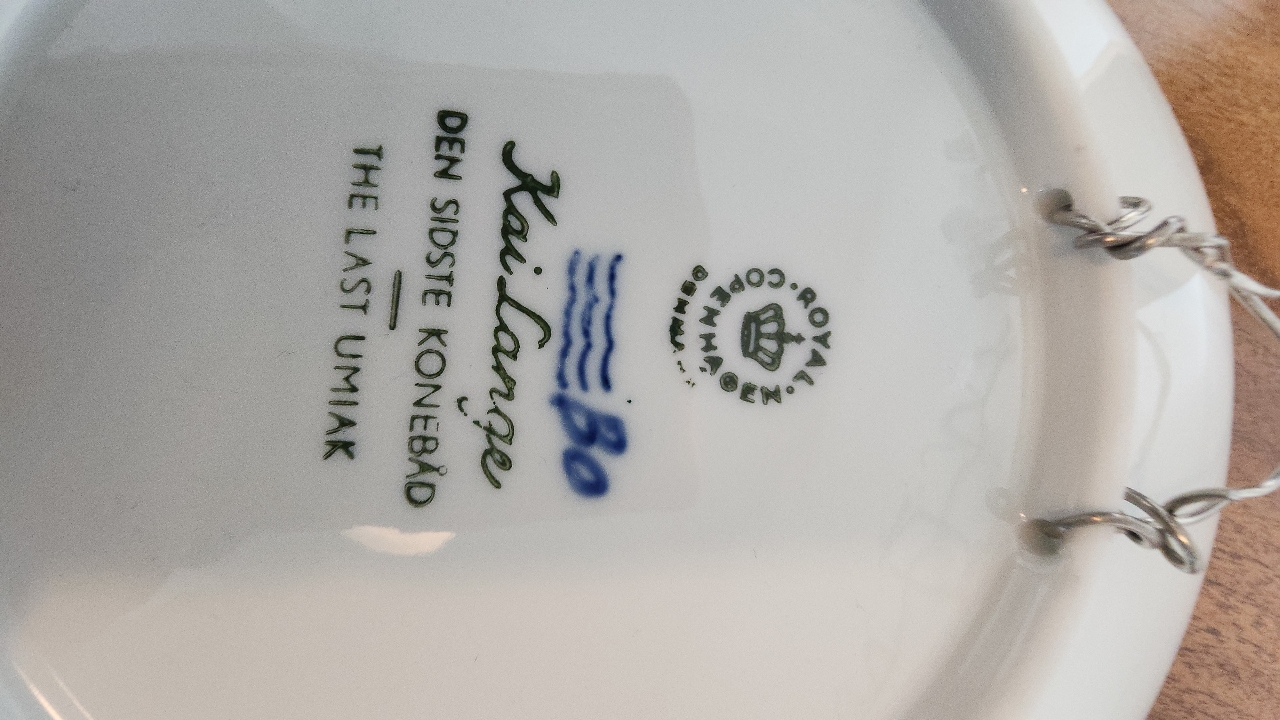 ROYAL COPENHAGEN
DENMARK
Bo
Kai Lange
DEN SIDSTE KONEBÅD
THE LAST UMIAK